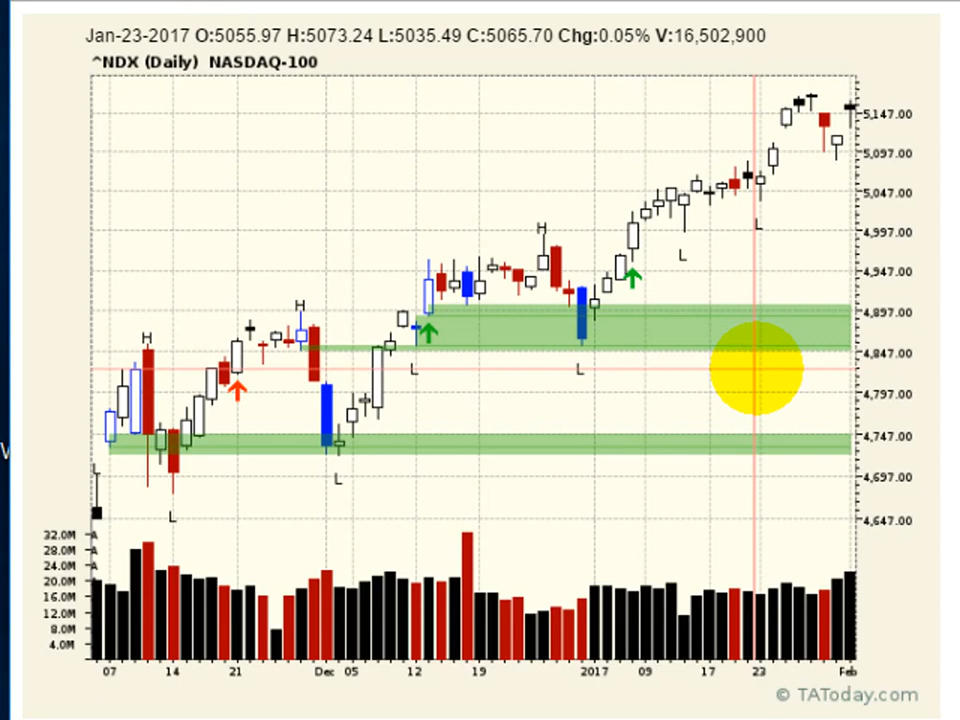 Jan-23-2017 O:5055.97 H:5073.24 L:5035.49 C:5065.70 Chg:0.05% V:16,502,900
^NDX (Daily) NASDAQ-100
5,147.00
5,097.00
5,047.00
4,997.00
4,947.00
4,897.00
4,847.00
4,797.00
4,747.00
4,697.00
4,647.00
H
H
H
L
L
L
L
L
L
L
32.0M
28.0M
24.0M
20.0M
16.0M
12.0M
8.0M
4.0M
A
A
A
07 14 21 Dec 05 12 19 2017 09 17 23 Feb
© TAToday.com